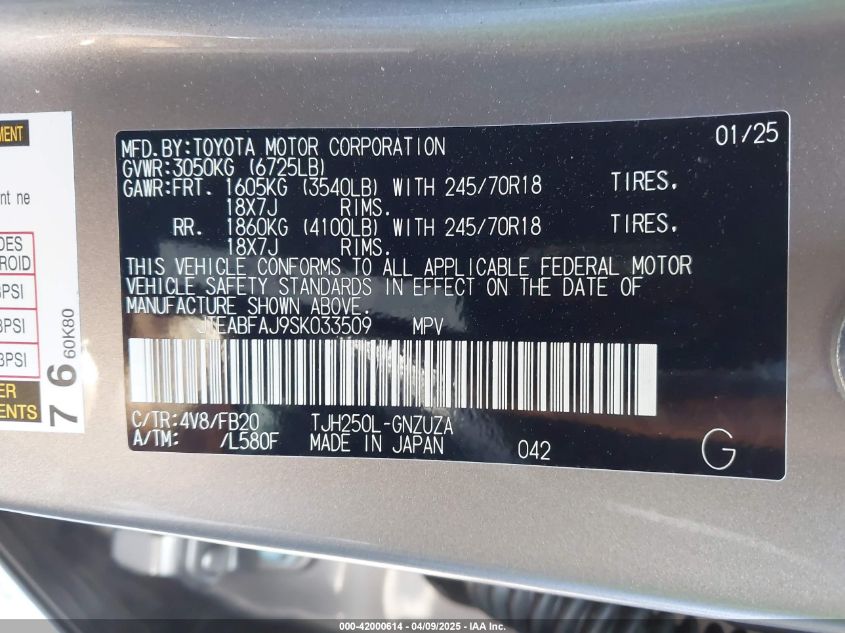 MFD.BY:TOYOTA MOTOR CORPORATION 01/25
GVWR:3050KG (6725LB)
GAWR:FRT. 1605KG (3540LB) WITH 245/70R18 TIRES.
18X7J RIMS.
RR. 1860KG (4100LB) WITH 245/70R18 TIRES.
18X7J RIMS.
THIS VEHICLE CONFORMS TO ALL APPLICABLE FEDERAL MOTOR
VEHICLE SAFETY STANDARDS IN EFFECT ON THE DATE OF
MANUFACTURE SHOWN ABOVE.
JTEABFAJ9SK033509 MPV
C/TR:4V8/FB20 TJH250L-GNZUZA
A/TM: /L580F MADE IN JAPAN 042 G
76 60K80
000-42000614 - 04/09/2025 - IAA Inc.